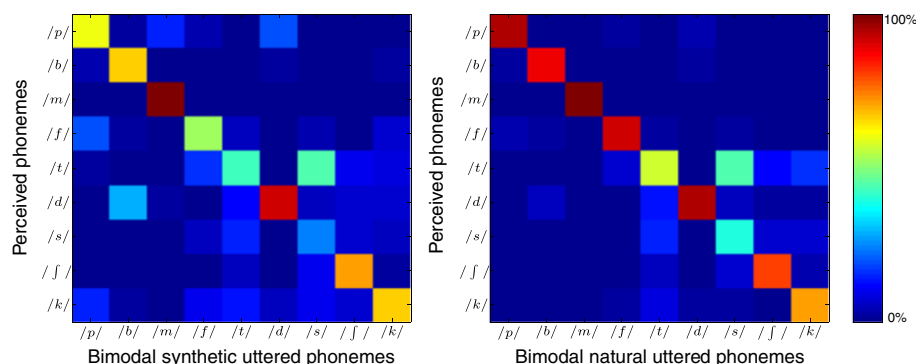 Perceived phonemes
/p/
/b/
/m/
/f/
/t/
/d/
/s/
/ʃ/
/k/
/p/ /b/ /m/ /f/ /t/ /d/ /s/ /ʃ/ /k/
Bimodal synthetic uttered phonemes
Perceived phonemes
/p/
/b/
/m/
/f/
/t/
/d/
/s/
/ʃ/
/k/
/p/ /b/ /m/ /f/ /t/ /d/ /s/ /ʃ/ /k/
Bimodal natural uttered phonemes
100%
0%